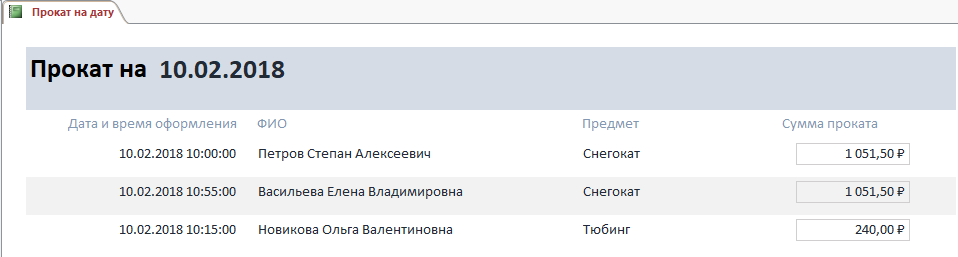 Прокат на дату
Прокат на 10.02.2018
Дата и время оформления ФИО Предмет Сумма проката
10.02.2018 10:00:00 Петров Степан Алексеевич Снегокат 1 051,50 ₽
10.02.2018 10:55:00 Васильева Елена Владимировна Снегокат 1 051,50 ₽
10.02.2018 10:15:00 Новикова Ольга Валентиновна Тюбинг 240,00 ₽